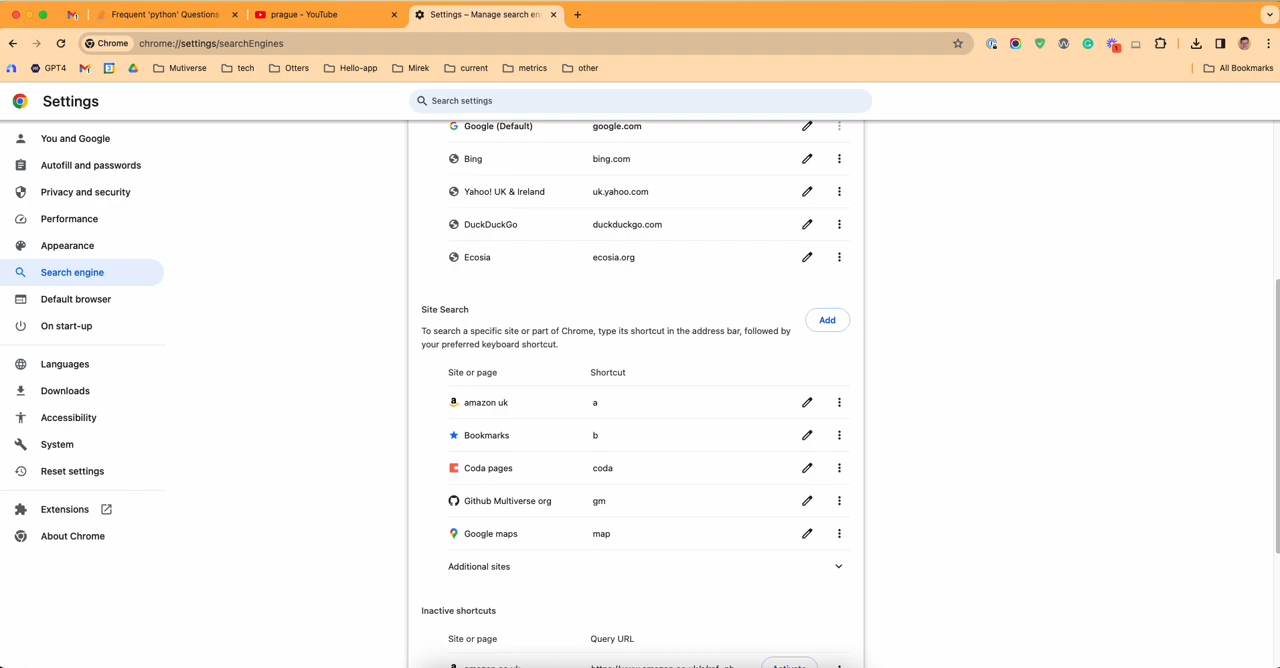 Frequent 'python' Questions
prague - YouTube
Settings – Manage search en
Chrome
chrome://settings/searchEngines
1
GPT4
Mutiverse
tech
Otters
Hello-app
Mirek
current
metrics
other
All Bookmarks
Settings
Search settings
You and Google
Autofill and passwords
Privacy and security
Performance
Appearance
Search engine
Default browser
On start-up
Languages
Downloads
Accessibility
System
Reset settings
Extensions
About Chrome
Google (Default) google.com
Bing bing.com
Yahoo! UK & Ireland uk.yahoo.com
DuckDuckGo duckduckgo.com
Ecosia ecosia.org
Site Search
Add
To search a specific site or part of Chrome, type its shortcut in the address bar, followed by
your preferred keyboard shortcut.
Site or page Shortcut
amazon uk a
Bookmarks b
Coda pages coda
Github Multiverse org gm
Google maps map
Additional sites
Inactive shortcuts
Site or page Query URL
Activate